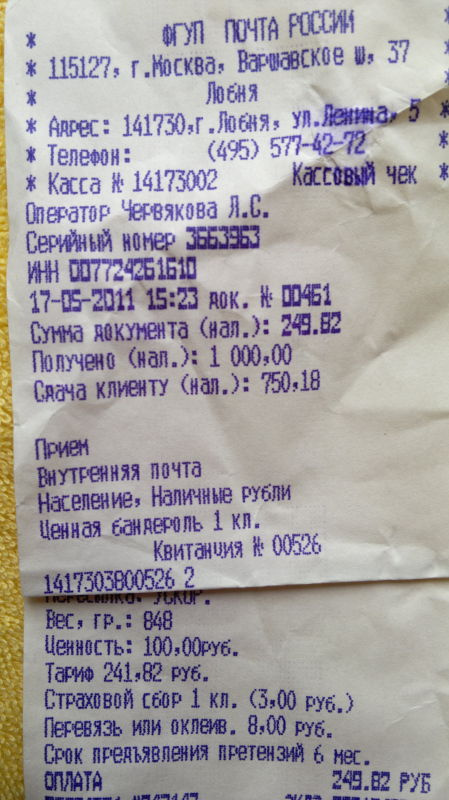 * ФГУП ПОЧТА РОССИИ *
* 115127, г.Москва, Варшавское ш, 37 *
* Лобня
* Адрес: 141730,г.Лобня, ул.Ленина, 5 *
* Телефон: (495) 577-42-72 *
* Касса № 14173002 Кассовый чек *
Оператор Червякова Л.С.
Серийный номер 3663963
ИНН 007724261610
17-05-2011 15:23 док. № 00461
Сумма документа (нал.): 249.82
Получено (нал.): 1 000,00
Сдача клиенту (нал.): 750,18
Прием
Внутренняя почта
Население, Наличные рубли
Ценная бандероль 1 кл.
Квитанция № 00526
1417303800526 2
Пересылка: УСКОР.
Вес, гр.: 848
Ценность: 100,00руб.
Тариф 241,82 руб.
Страховой сбор 1 кл. (3,00 руб.)
Перевязь или оклеив. 8,00 руб.
Срок предъявления претензий 6 мес.
ОПЛАТА 249.82 РУБ